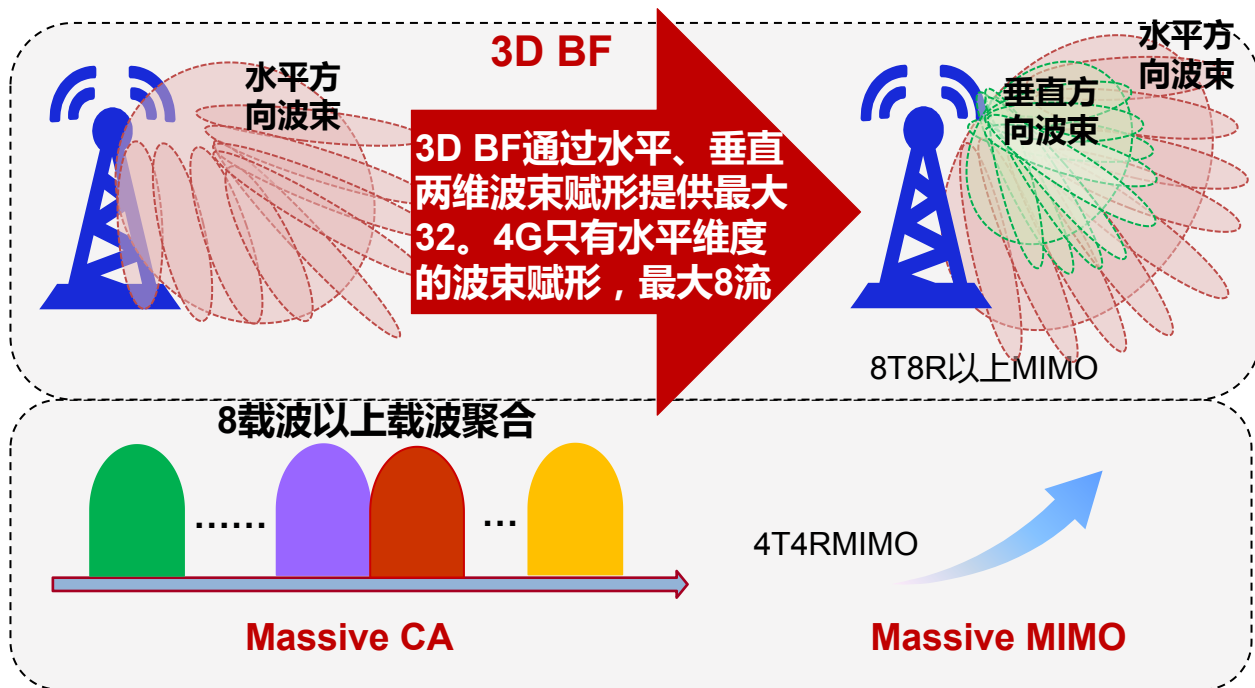 3D BF
水平方
向波束
3D BF通过水平、垂直
两维波束赋形提供最大
32。4G只有水平维度
的波束赋形，最大8流
水平方
向波束
垂直方
向波束
8T8R以上MIMO
8载波以上载波聚合
......
...
4T4RMIMO
Massive CA
Massive MIMO